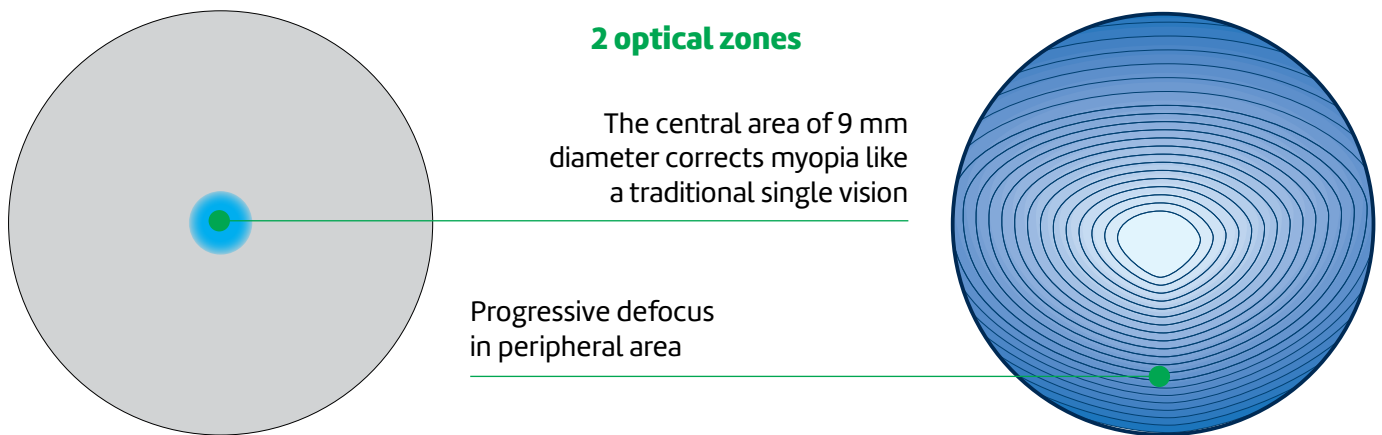 2 optical zones
The central area of 9 mm
diameter corrects myopia like
a traditional single vision
Progressive defocus
in peripheral area